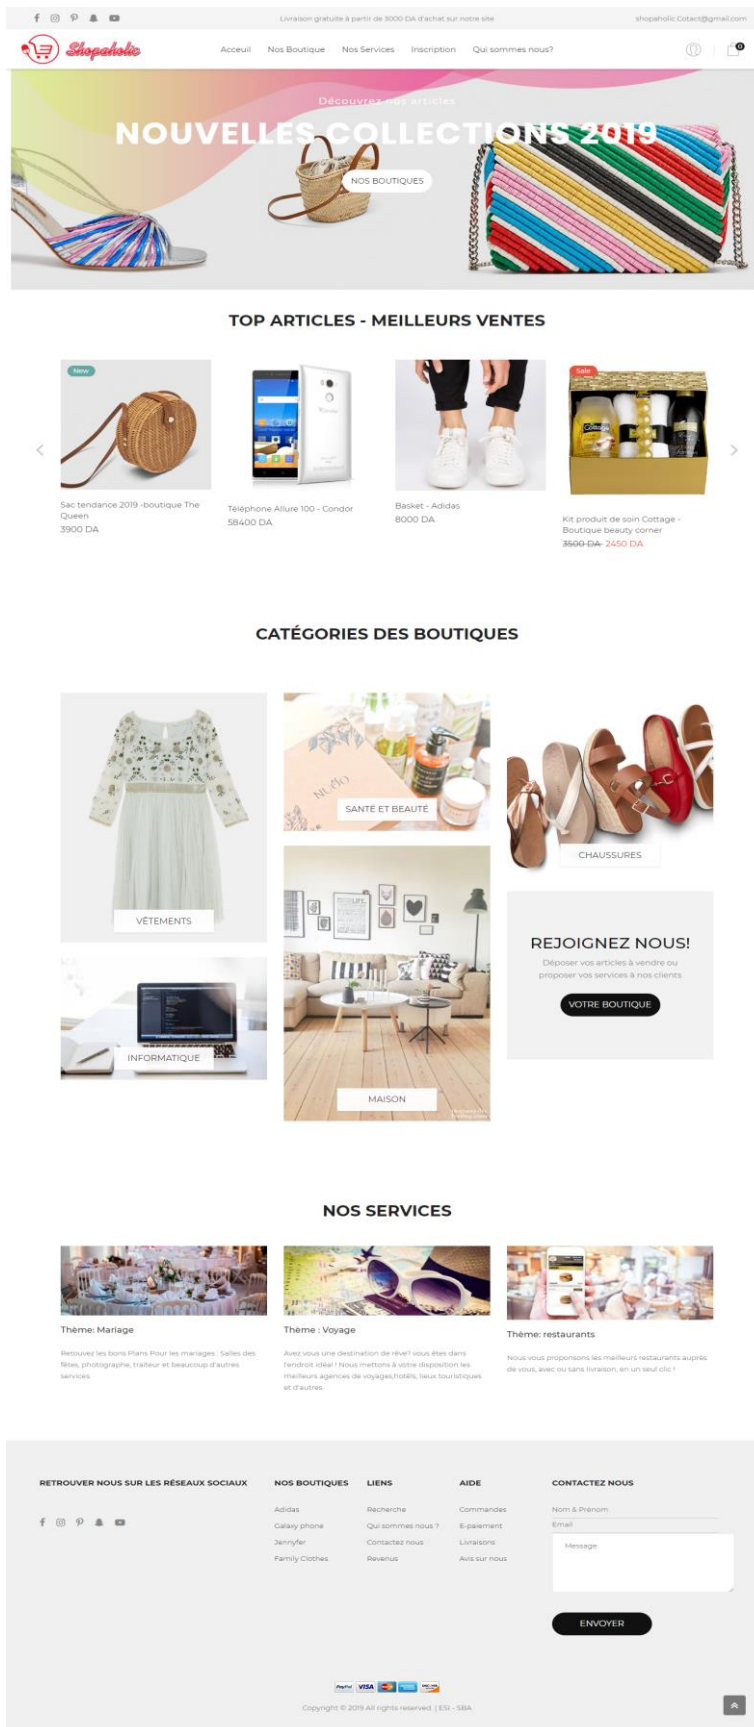 Livraison gratuite à partir de 3000 DA d'achat sur notre site
shopaholic.Cotact@gmail.com
Shopaholic
Acceuil Nos Boutique Nos Services Inscription Qui sommes nous?
0
Découvrez nos articles
NOUVELLES COLLECTIONS 2019
NOS BOUTIQUES
TOP ARTICLES - MEILLEURS VENTES
New
Sac tendance 2019 -boutique The
Queen
3900 DA
Téléphone Allure 100 - Condor
58400 DA
Basket - Adidas
8000 DA
Sale
Cottage
Kit produit de soin Cottage -
Boutique beauty corner
3500 DA 2450 DA
CATÉGORIES DES BOUTIQUES
VÊTEMENTS
SANTÉ ET BEAUTÉ
CHAUSSURES
INFORMATIQUE
MAISON
REJOIGNEZ NOUS!
Déposer vos articles à vendre ou
proposer vos services à nos clients
VOTRE BOUTIQUE
NOS SERVICES
Thème: Mariage
Retouvez les bons Plans Pour les mariages : Salles des
fêtes, photographe, traiteur et beaucoup d'autres
services.
Thème : Voyage
Avez vous une destination de rêve? vous êtes dans
l'endroit idéal ! Nous mettons à votre disposition les
meilleurs agences de voyages,hotêls, lieux touristiques
et d'autres.
Thème: restaurants
Nous vous proponsons les meilleurs restaurants auprès
de vous, avec ou sans livraison, en un seul clic !
RETROUVER NOUS SUR LES RÉSEAUX SOCIAUX
NOS BOUTIQUES
Adidas
Galaxy phone
Jennyfer
Family Clothes
LIENS
Recherche
Qui sommes nous ?
Contactez nous
Revenus
AIDE
Commandes
E-paiement
Livraisons
Avis sur nous
CONTACTEZ NOUS
Nom & Prénom
Email
Message
ENVOYER
PayPal VISA
Copyright © 2019 All rights reserved. | ESI - SBA